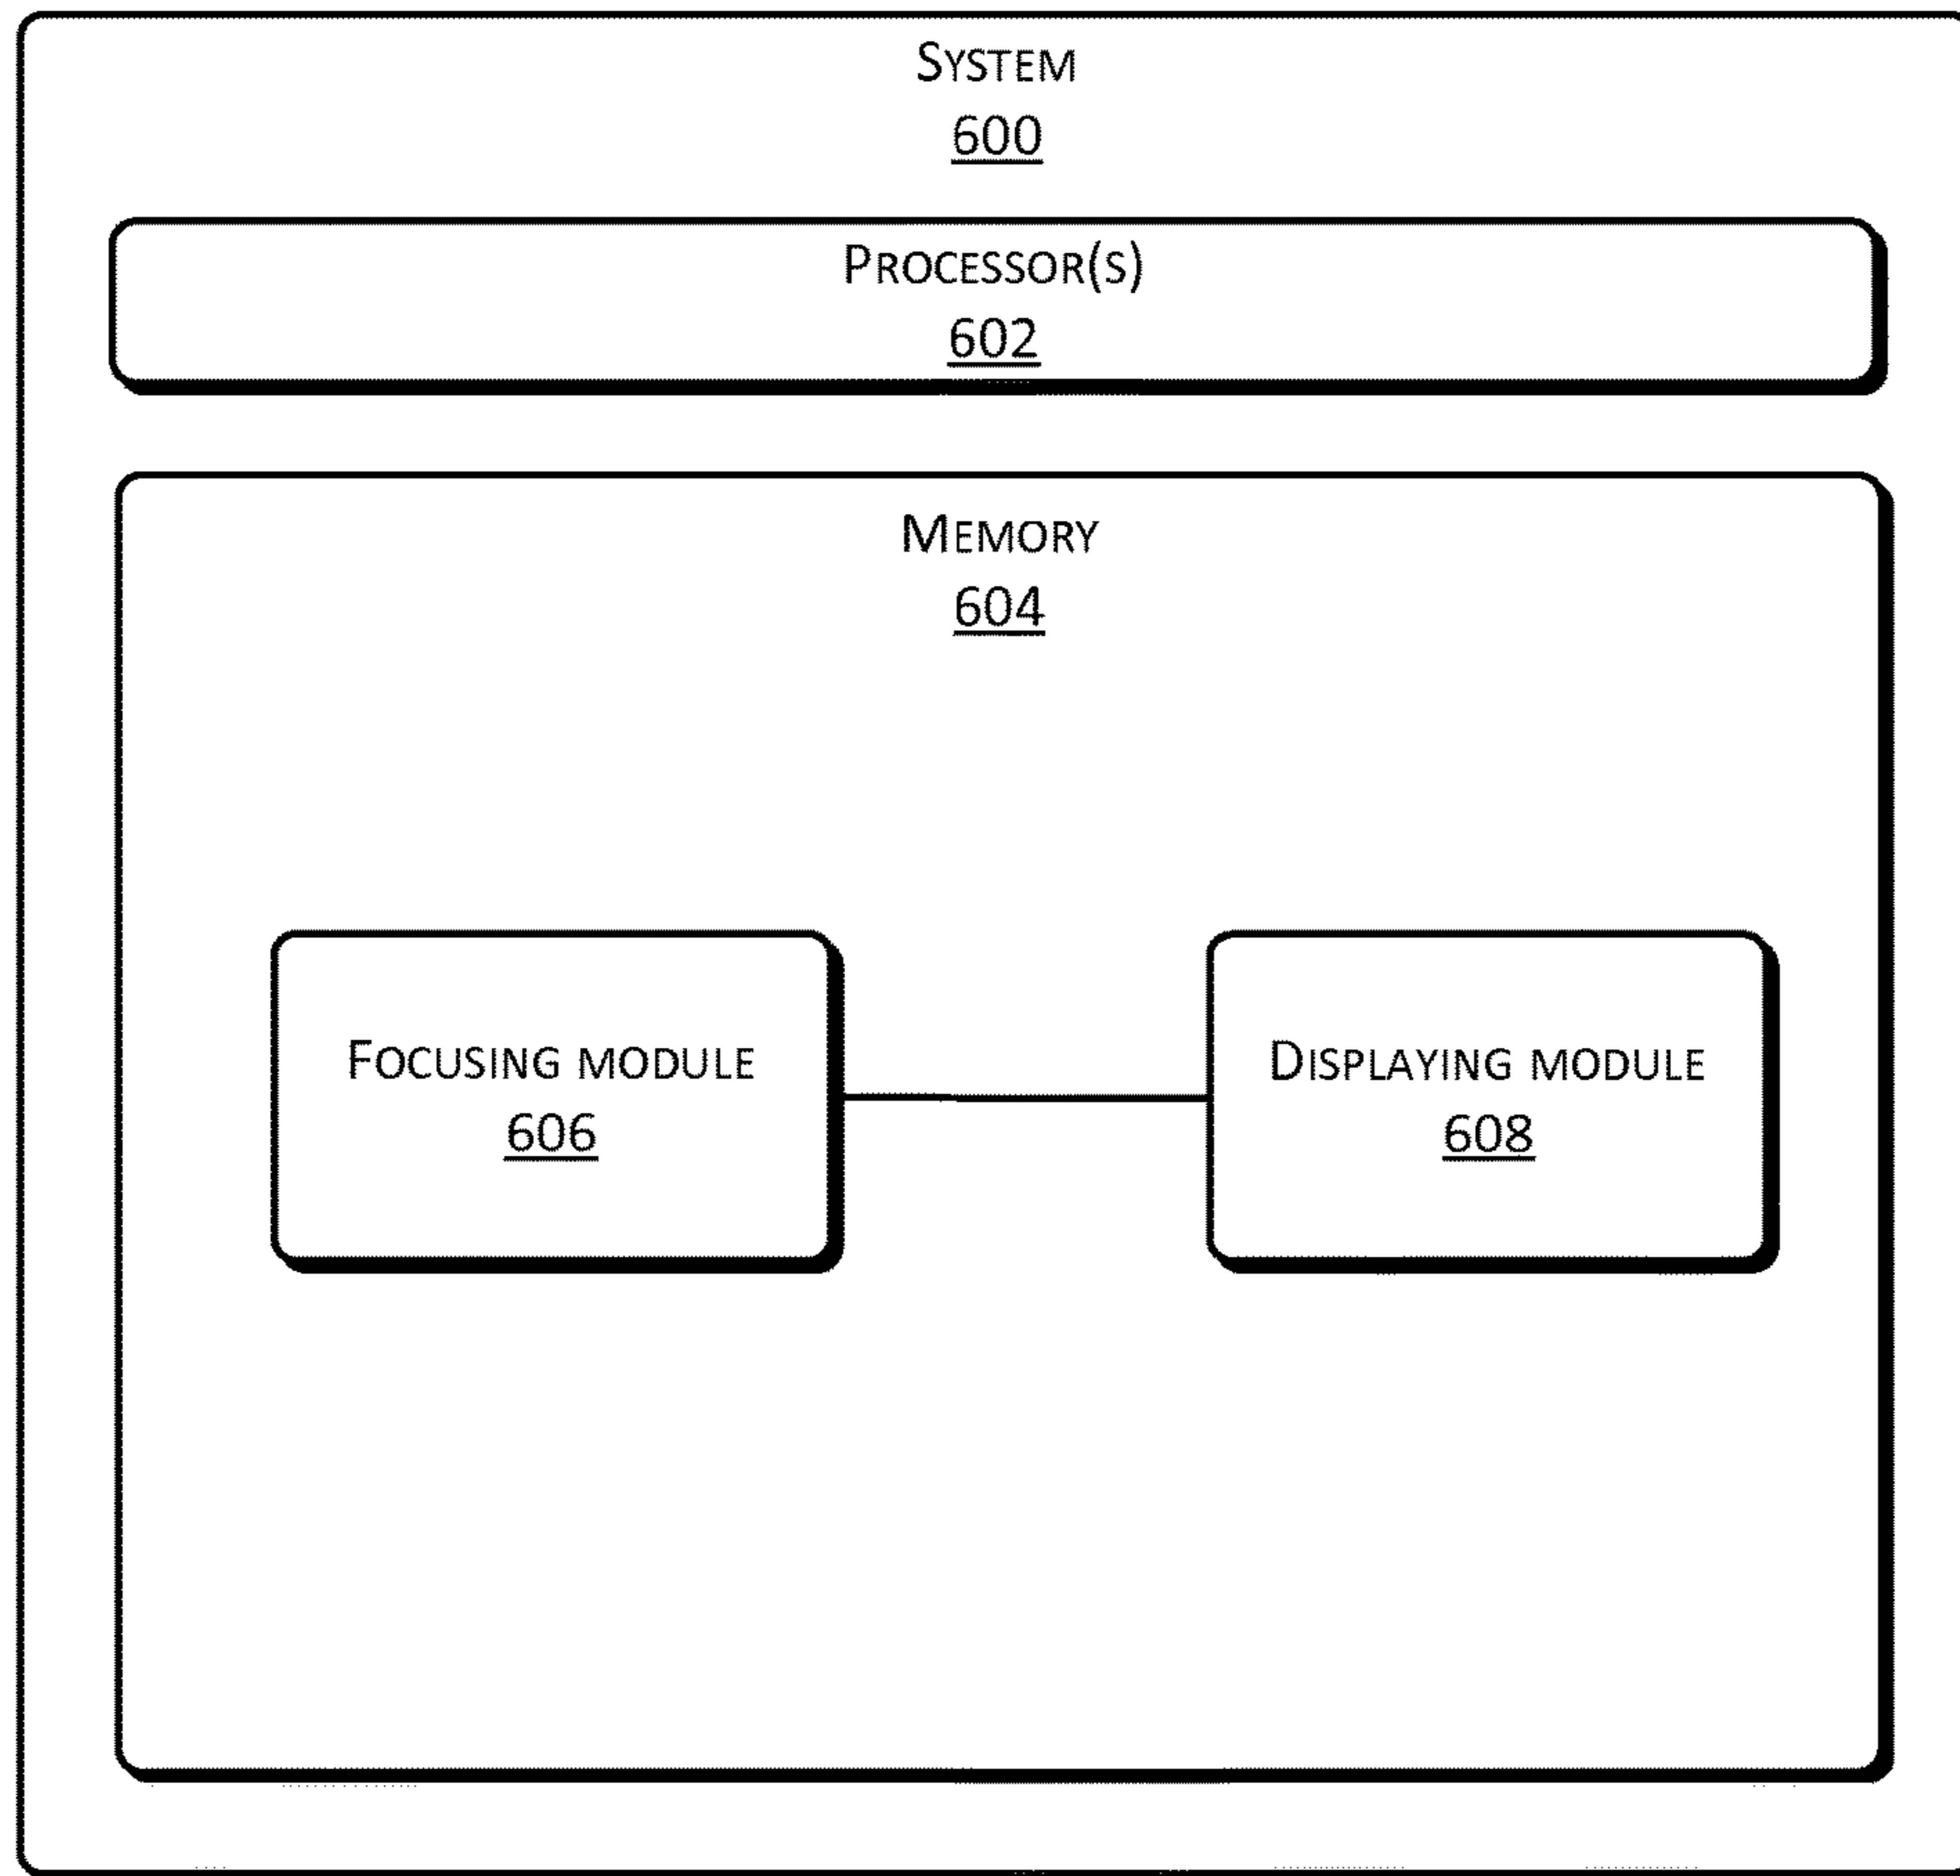 SYSTEM
600
PROCESSOR(S)
602
MEMORY
604
FOCUSING MODULE
606
DISPLAYING MODULE
608